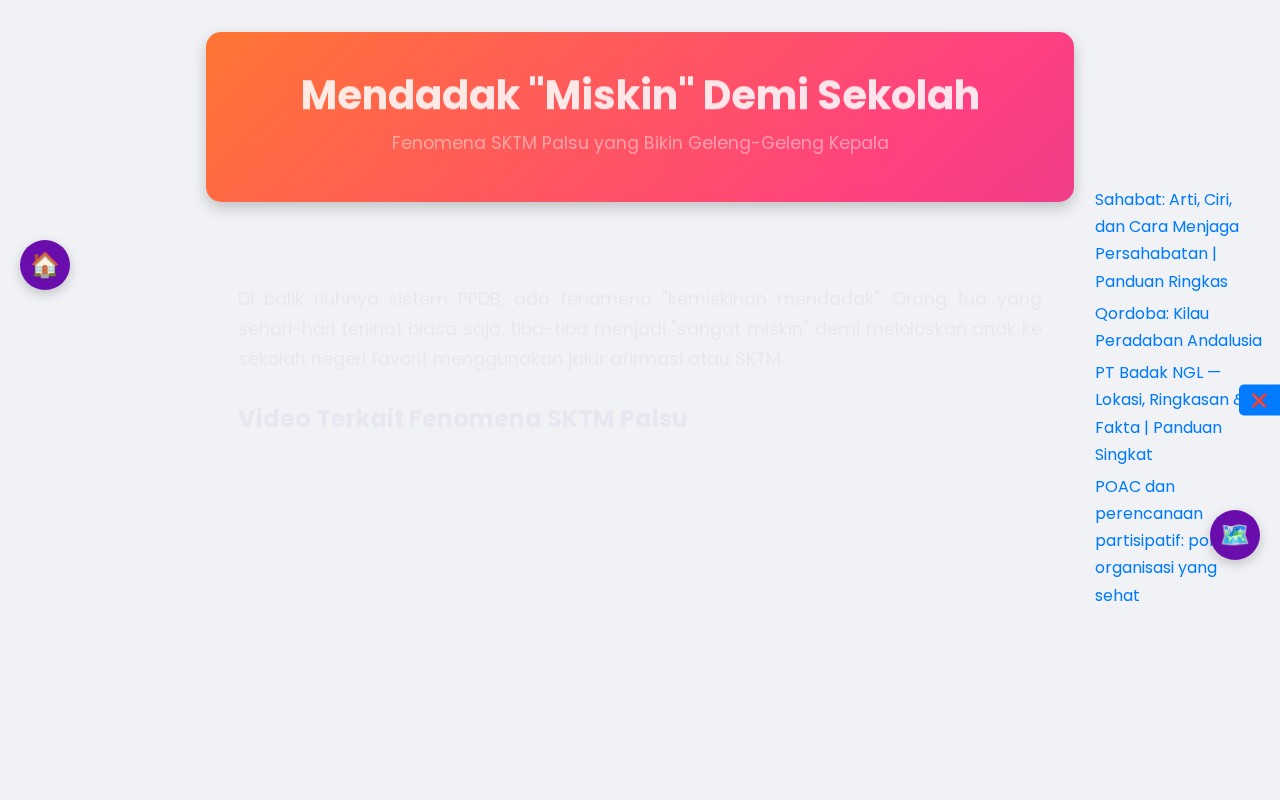 Mendadak "Miskin" Demi Sekolah
Fenomena SKTM Palsu yang Bikin Geleng-Geleng Kepala
Di balik riuhnya sistem PPDB, ada fenomena "kemiskinan mendadak". Orang tua yang
sehari-hari terlihat biasa saja, tiba-tiba menjadi "sangat miskin" demi meloloskan anak ke
sekolah negeri favorit menggunakan jalur afirmasi atau SKTM.
Video Terkait Fenomena SKTM Palsu
Sahabat: Arti, Ciri,
dan Cara Menjaga
Persahabatan |
Panduan Ringkas
Qordoba: Kilau
Peradaban Andalusia
PT Badak NGL —
Lokasi, Ringkasan &
Fakta | Panduan
Singkat
POAC dan
perencanaan
partisipatif:
organisasi yang
sehat